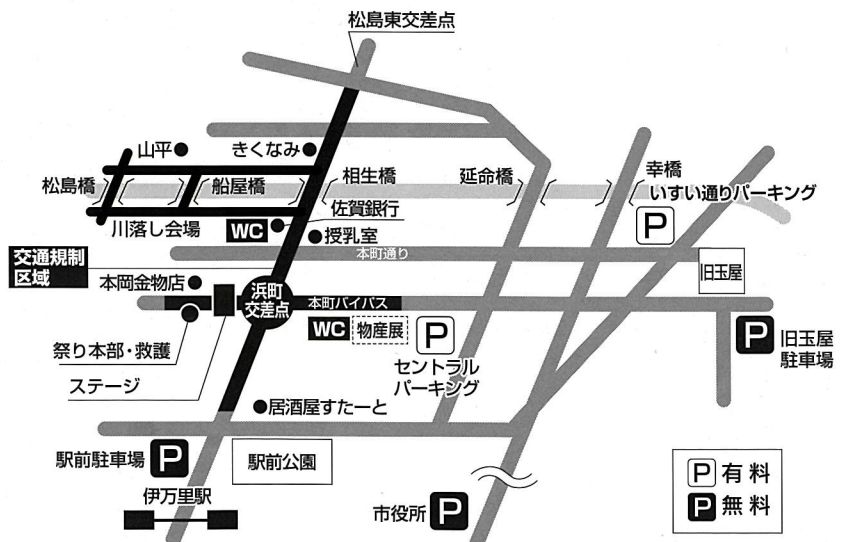 松島東交差点
山平
きくなみ
松島橋
船屋橋
相生橋
延命橋
幸橋
いすい通りパーキング
P
川落し会場
WC
佐賀銀行
授乳室
本町通り
旧玉屋
交通規制
区域
本岡金物店
浜町
交差点
本町バイパス
WC
物産展
P
セントラル
パーキング
P
旧玉屋
駐車場
祭り本部・救護
ステージ
居酒屋すたーと
駅前駐車場
P
駅前公園
伊万里駅
市役所
P
P 有料
P 無料